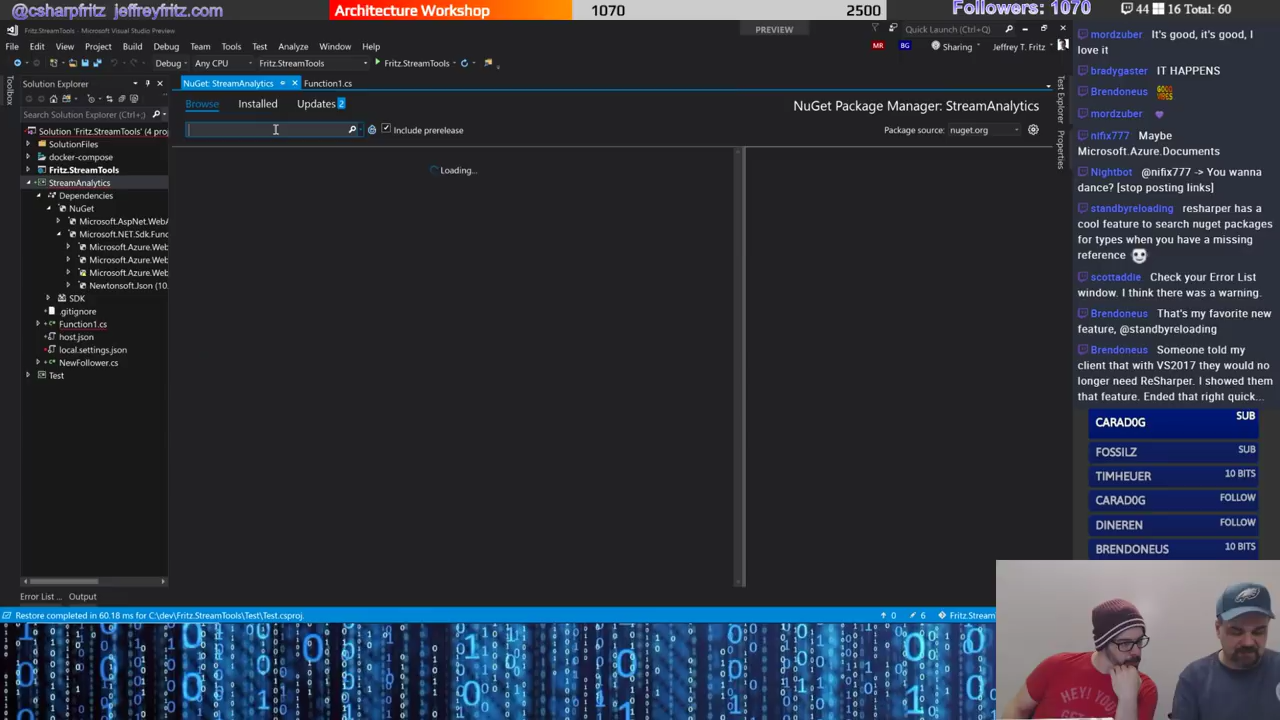 @csharpfritz jeffreyfritz.com
Architecture Workshop
1070
2500
Followers: 1070
44 16 Total: 60
Fritz.StreamTools - Microsoft Visual Studio Preview
PREVIEW
Quick Launch (Ctrl+Q)
File Edit View Project Build Debug Team Tools Test Analyze Window Help
MR BG Sharing Jeffrey T. Fritz
Debug Any CPU Fritz.StreamTools Fritz.StreamTools
Toolbox
Solution Explorer
Search Solution Explorer (Ctrl+;)
Solution 'Fritz.StreamTools' (4 proj
SolutionFiles
docker-compose
Fritz.StreamTools
StreamAnalytics
Dependencies
NuGet
Microsoft.AspNet.WebA
Microsoft.NET.Sdk.Func
Microsoft.Azure.Web
Microsoft.Azure.Web
Microsoft.Azure.Web
Newtonsoft.Json (10.
SDK
.gitignore
Function1.cs
host.json
local.settings.json
NewFollower.cs
Test
NuGet: StreamAnalytics
Function1.cs
Browse Installed Updates 2
NuGet Package Manager: StreamAnalytics
Include prerelease
Package source: nuget.org
Loading...
Test Explorer
Properties
Error List ... Output
Restore completed in 60.18 ms for C:\dev\Fritz.StreamTools\Test\Test.csproj.
0 6 Fritz.StreamTools
mordzuber It's good, it's good, I
love it
bradygaster IT HAPPENS
Brendoneus
mordzuber
nifix777 Maybe
Microsoft.Azure.Documents
Nightbot @nifix777 -> You wanna
dance? [stop posting links]
standbyreloading resharper has a
cool feature to search nuget packages
for types when you have a missing
reference
scottaddie Check your Error List
window. I think there was a warning.
Brendoneus That's my favorite new
feature, @standbyreloading
Brendoneus Someone told my
client that with VS2017 they would no
longer need ReSharper. I showed them
that feature. Ended that right quick...
CARAD0G SUB
FOSSILZ SUB
TIMHEUER 10 BITS
CARAD0G FOLLOW
DINEREN FOLLOW
BRENDONEUS 10 BITS
HEY! YOU